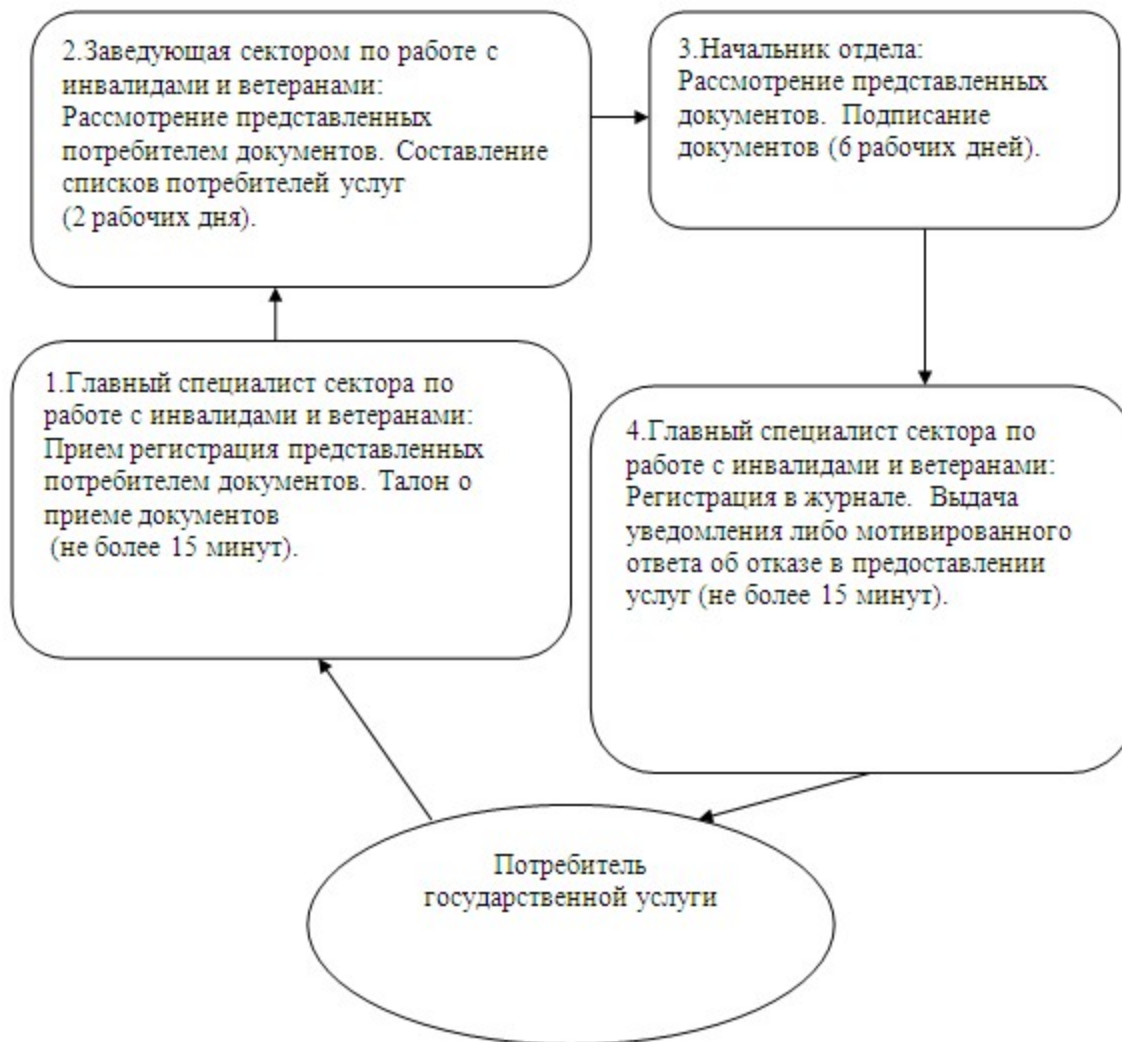 2.Заведующая сектором по работе с
инвалидами и ветеранами:
Рассмотрение представленных
потребителем документов. Составление
списков потребителей услуг
(2 рабочих дня).
3.Начальник отдела:
Рассмотрение представленных
документов. Подписание
документов (6 рабочих дней).
1.Главный специалист сектора по
работе с инвалидами и ветеранами:
Прием регистрация представленных
потребителем документов. Талон о
приеме документов
(не более 15 минут).
4.Главный специалист сектора по
работе с инвалидами и ветеранами:
Регистрация в журнале. Выдача
уведомления либо мотивированного
ответа об отказе в предоставлении
услуг (не более 15 минут).
Потребитель
государственной услуги